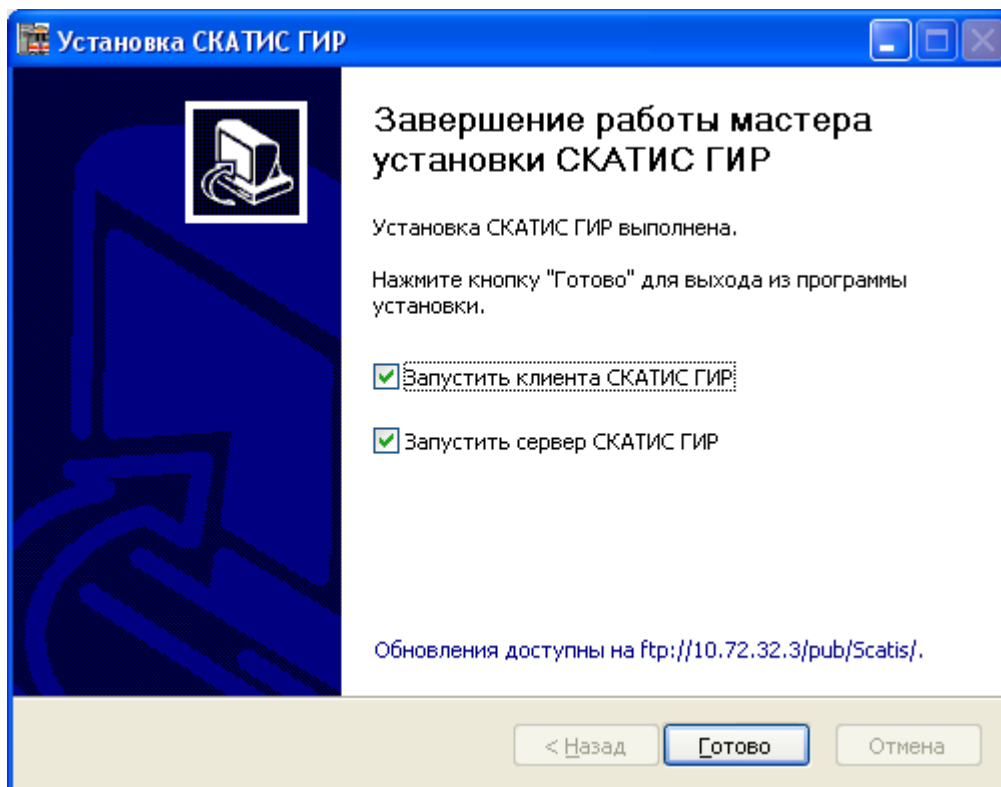 Установка СКАТИС ГИР
Завершение работы мастера
установки СКАТИС ГИР
Установка СКАТИС ГИР выполнена.
Нажмите кнопку "Готово" для выхода из программы
установки.
Запустить клиента СКАТИС ГИР
Запустить сервер СКАТИС ГИР
Обновления доступны на ftp://10.72.32.3/pub/Scatis/.
< Назад
Готово
Отмена